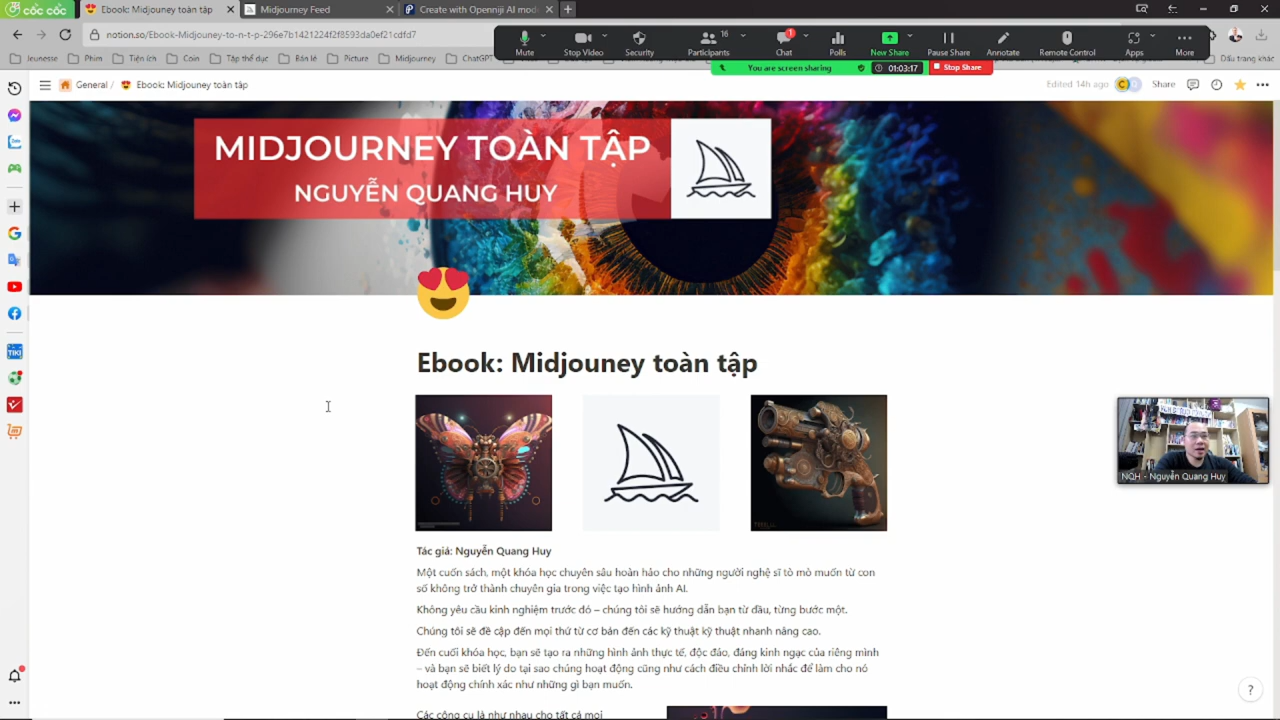 cốc cốc
Ebook: Midjouney toàn tập
Midjourney Feed
Create with Openniji AI mod
notion.so/Ebook-Midjouney-to-n-t-p-296e7b1421224f2f8593da0ef21cdfd7
Mute
Stop Video
Security
Participants
16
Chat
1
Polls
New Share
Pause Share
Annotate
Remote Control
Apps
More
Jeunesse
Phim
Tiện ích
Coin
Tập thể dục
Bán lẻ
Picture
Midjourney
ChatGPT
Dấu trang khác
You are screen sharing
01:03:17
Stop Share
General / Ebook: Midjouney toàn tập
Edited 14h ago
C
Share
MIDJOURNEY TOÀN TẬP
NGUYỄN QUANG HUY
Ebook: Midjouney toàn tập
TIKI
NQH - Nguyễn Quang Huy
Tác giả: Nguyễn Quang Huy
Một cuốn sách, một khóa học chuyên sâu hoàn hảo cho những người nghệ sĩ tò mò muốn từ con
số không trở thành chuyên gia trong việc tạo hình ảnh AI.
Không yêu cầu kinh nghiệm trước đó – chúng tôi sẽ hướng dẫn bạn từ đầu, từng bước một.
Chúng tôi sẽ đề cập đến mọi thứ từ cơ bản đến các kỹ thuật kỹ thuật nhanh nâng cao.
Đến cuối khóa học, bạn sẽ tạo ra những hình ảnh thực tế, độc đáo, đáng kinh ngạc của riêng mình
– và bạn sẽ biết lý do tại sao chúng hoạt động cũng như cách điều chỉnh lời nhắc để làm cho nó
hoạt động chính xác như những gì bạn muốn.
Các công cụ là như nhau cho tất cả mọi
?